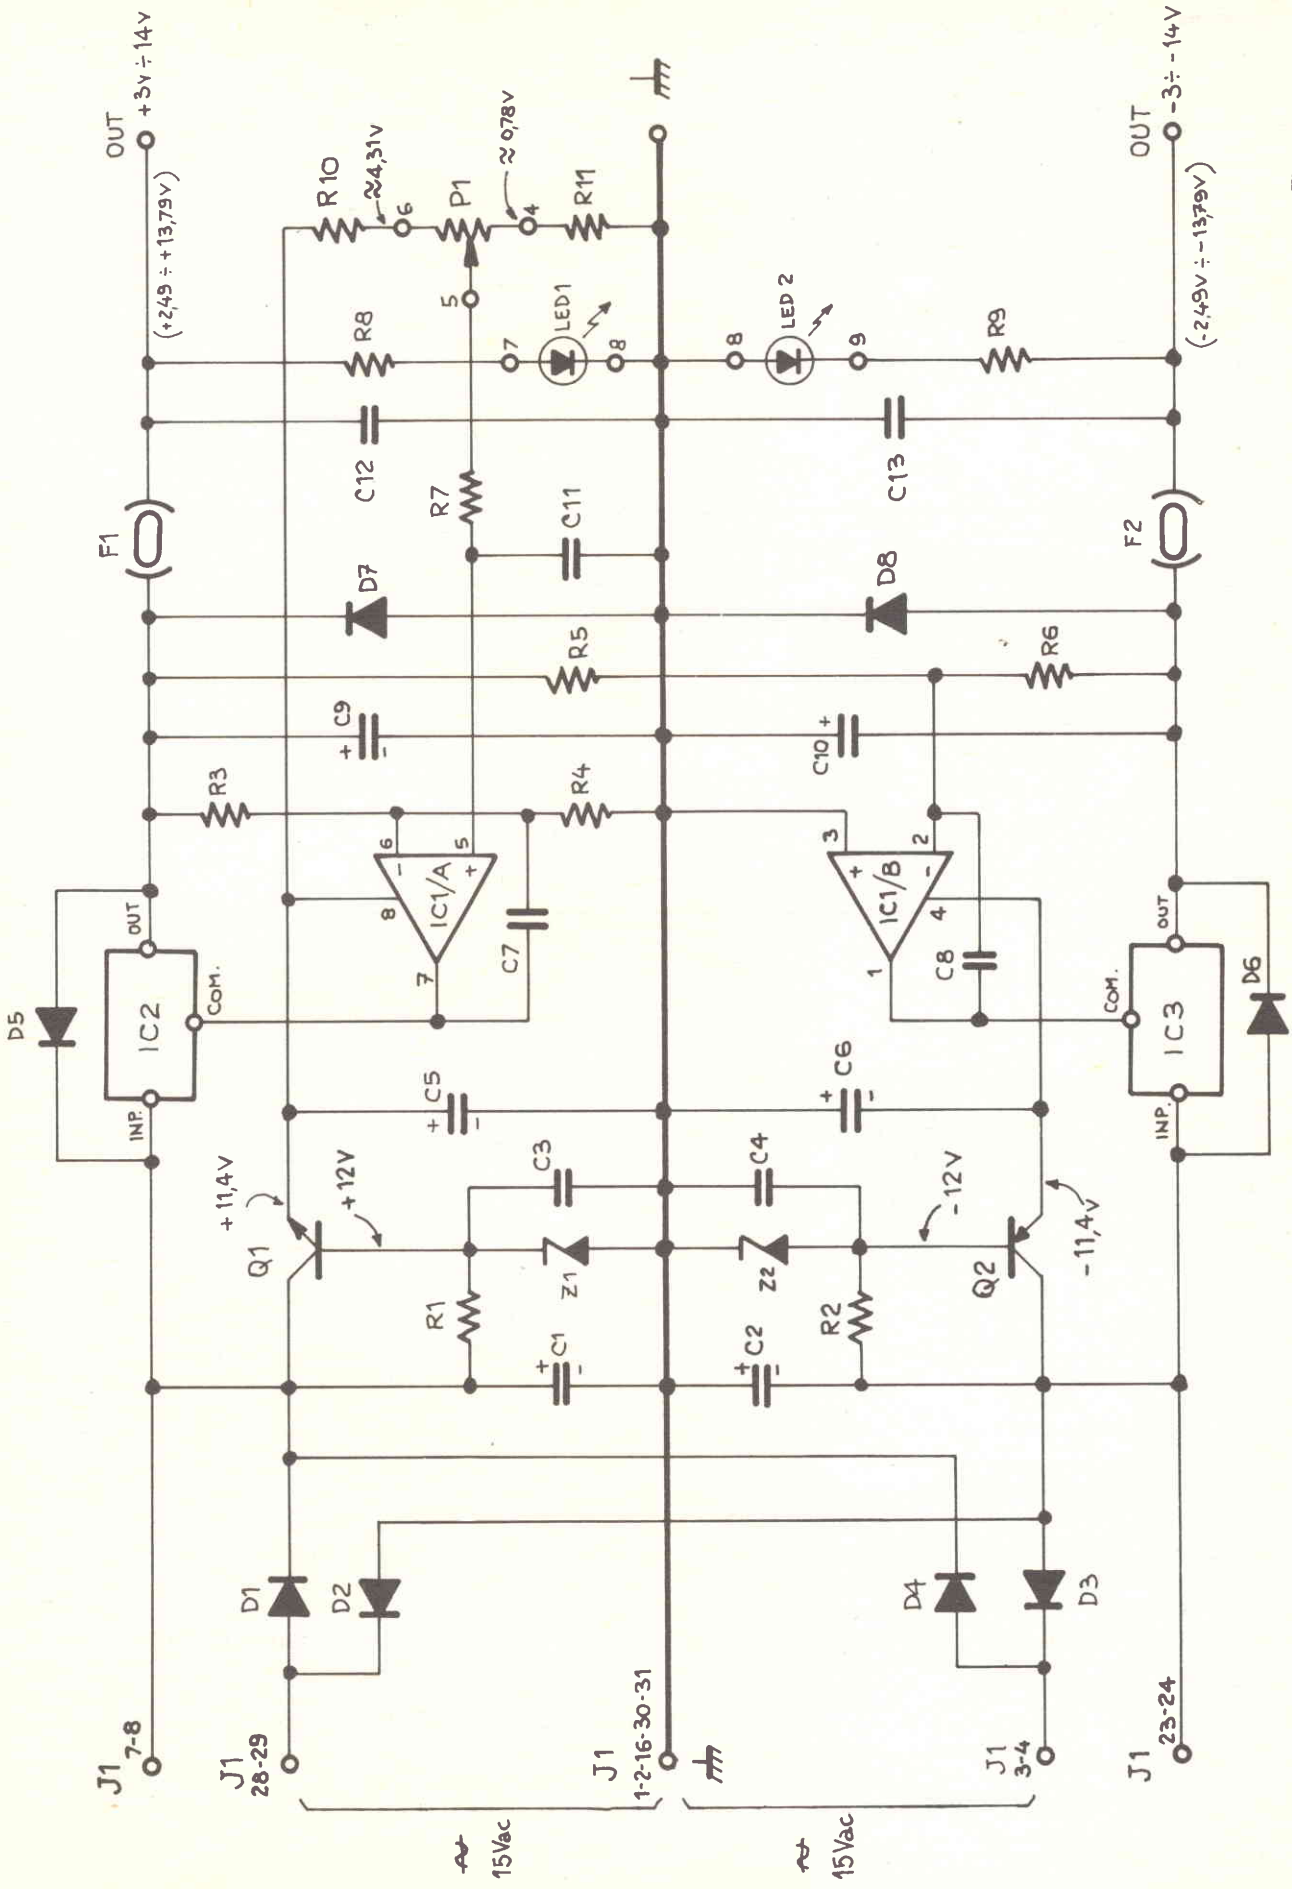 J1
7-8
J1
28-29
J1
1-2-16-30-31
J1
3-4
J1
23-24
15Vac
15Vac
D1
D2
D4
D3
D5
INP.
IC2
OUT
COM.
Q1
+11,4V
+12V
R1
Z1
C3
+
C1
-
+
C2
-
Z2
C4
R2
-12V
Q2
-11,4V
+
C5
-
+
C6
-
7
8
6
-
5
+
IC1/A
C7
R3
R4
1
3
+
2
-
4
IC1/B
C8
COM.
INP.
IC3
OUT
D6
+
C9
-
C10
+
R5
R6
D7
D8
F1
F2
C11
R7
C12
C13
R8
7
LED1
8
8
LED 2
9
R9
5
R10
≈4,31V
6
P1
≈0,78V
4
R11
OUT
+3V÷14V
(+2,49÷+13,79V)
OUT
-3÷-14V
(-2,49V÷-13,79V)